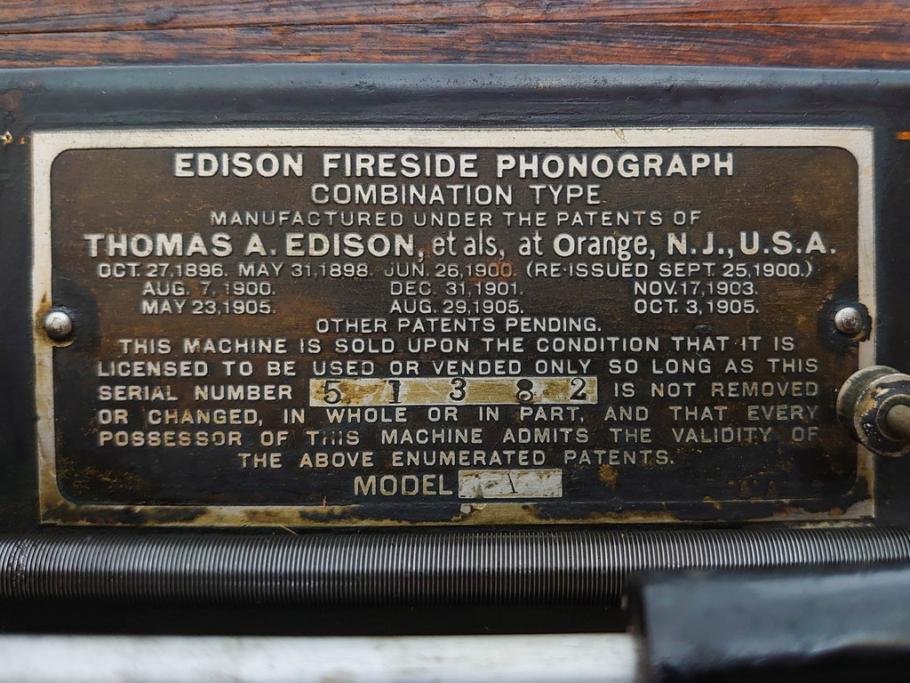 EDISON FIRESIDE PHONOGRAPH
COMBINATION TYPE
MANUFACTURED UNDER THE PATENTS OF
THOMAS A. EDISON, et als, at Orange, N.J., U.S.A.
OCT. 27,1896. MAY 31,1898. JUN. 26,1900. (RE-ISSUED SEPT 25,1900.)
AUG. 7, 1900. DEC. 31, 1901. NOV. 17, 1903.
MAY 23,1905. AUG. 29, 1905. OCT. 3, 1905.
OTHER PATENTS PENDING.
THIS MACHINE IS SOLD UPON THE CONDITION THAT IT IS
LICENSED TO BE USED OR VENDED ONLY SO LONG AS THIS
SERIAL NUMBER 51382 IS NOT REMOVED
OR CHANGED, IN WHOLE OR IN PART, AND THAT EVERY
POSSESSOR OF THIS MACHINE ADMITS THE VALIDITY OF
THE ABOVE ENUMERATED PATENTS.
MODEL A